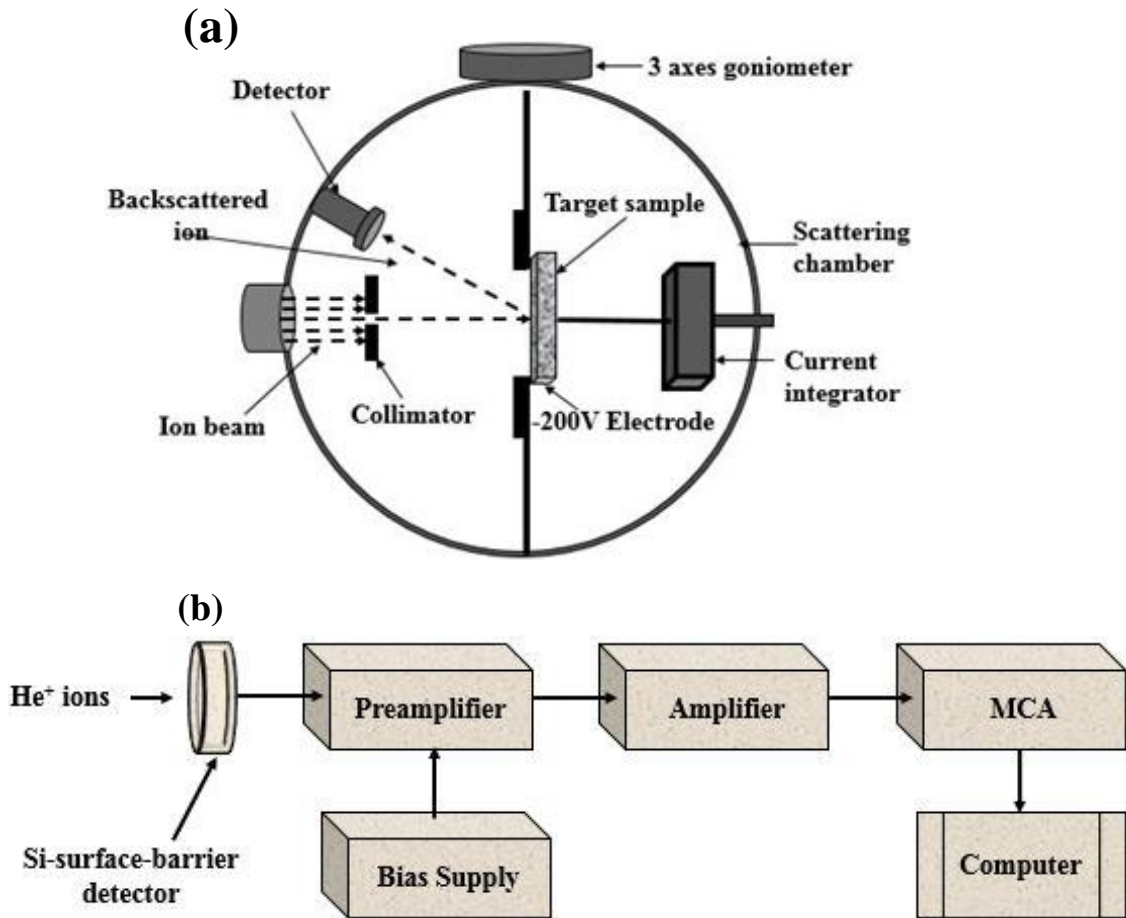 (a)
3 axes goniometer
Detector
Backscattered
ion
Target sample
Scattering
chamber
Current
integrator
Collimator
-200V Electrode
Ion beam
(b)
He⁺ ions
Preamplifier
Amplifier
MCA
Si-surface-barrier
detector
Bias Supply
Computer